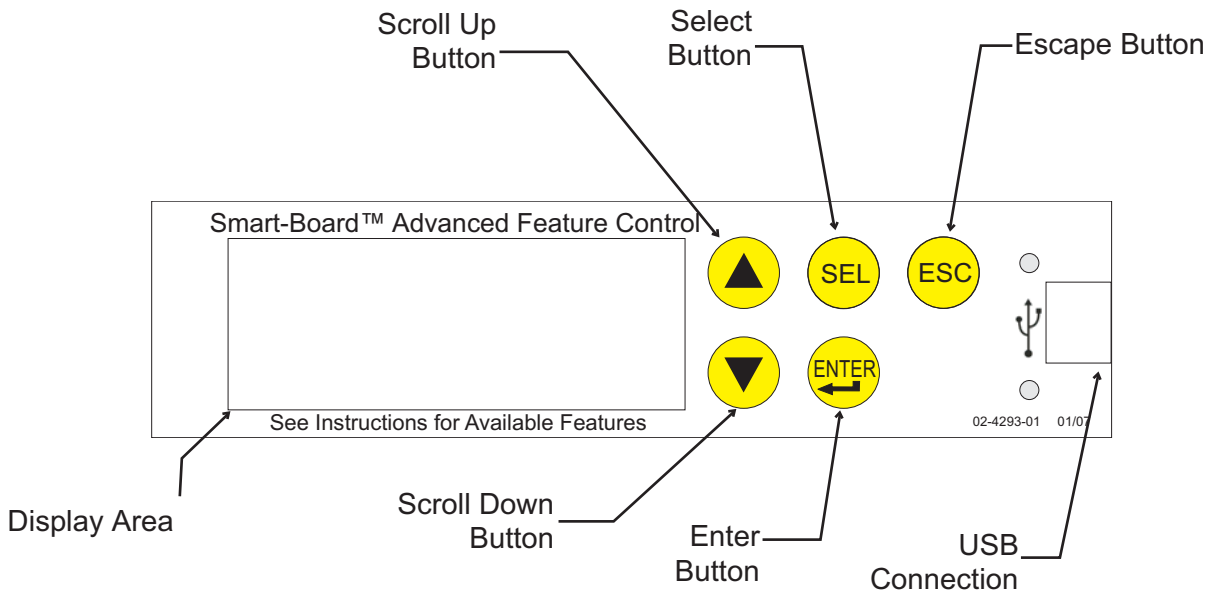 Scroll Up
Button
Select
Button
Escape Button
Smart-Board™ Advanced Feature Control
SEL
ESC
ENTER
See Instructions for Available Features
02-4293-01 01/07
Display Area
Scroll Down
Button
Enter
Button
USB
Connection